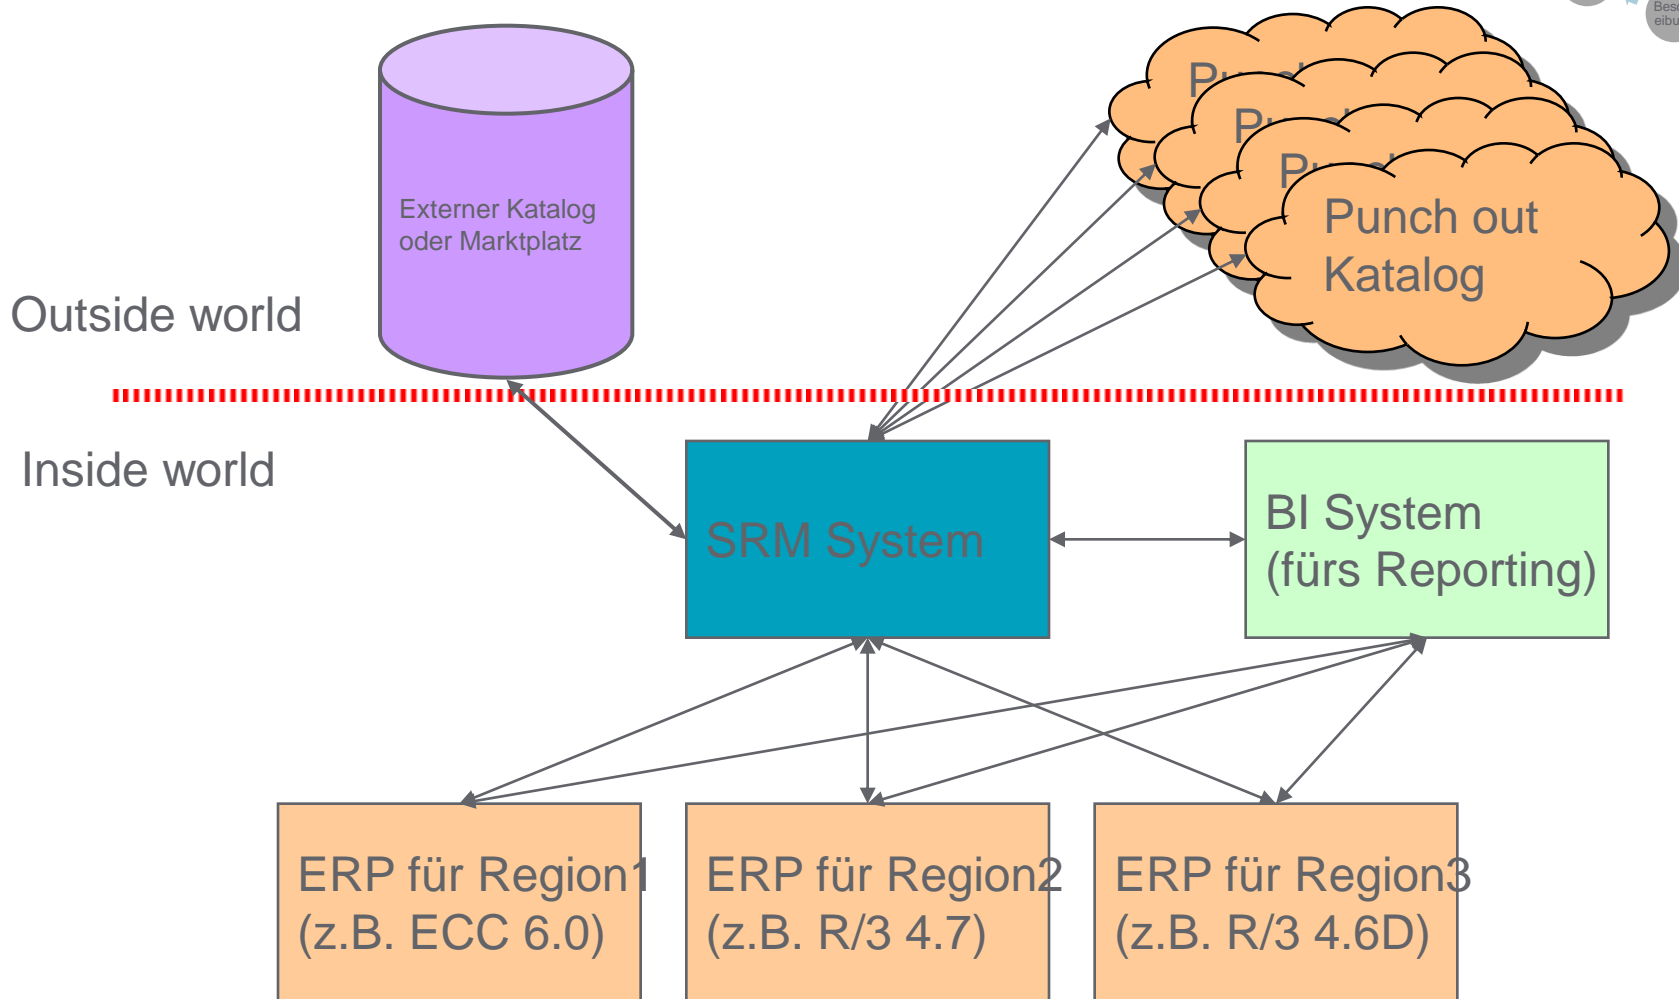 Externer Katalog
oder Marktplatz
Punch out
Katalog
Outside world
Inside world
SRM System
BI System
(fürs Reporting)
ERP für Region1
(z.B. ECC 6.0)
ERP für Region2
(z.B. R/3 4.7)
ERP für Region3
(z.B. R/3 4.6D)